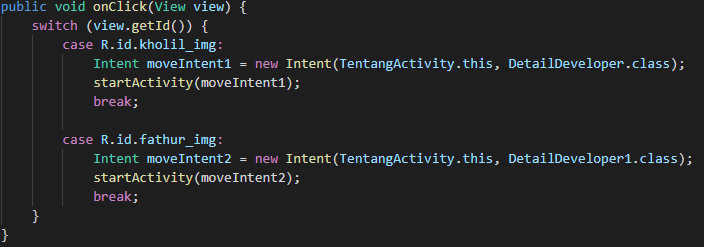 public void onClick(View view) {
    switch (view.getId()) {
        case R.id.kholil_img:
            Intent moveIntent1 = new Intent(TentangActivity.this, DetailDeveloper.class);
            startActivity(moveIntent1);
            break;

        case R.id.fathur_img:
            Intent moveIntent2 = new Intent(TentangActivity.this, DetailDeveloper1.class);
            startActivity(moveIntent2);
            break;
    }
}